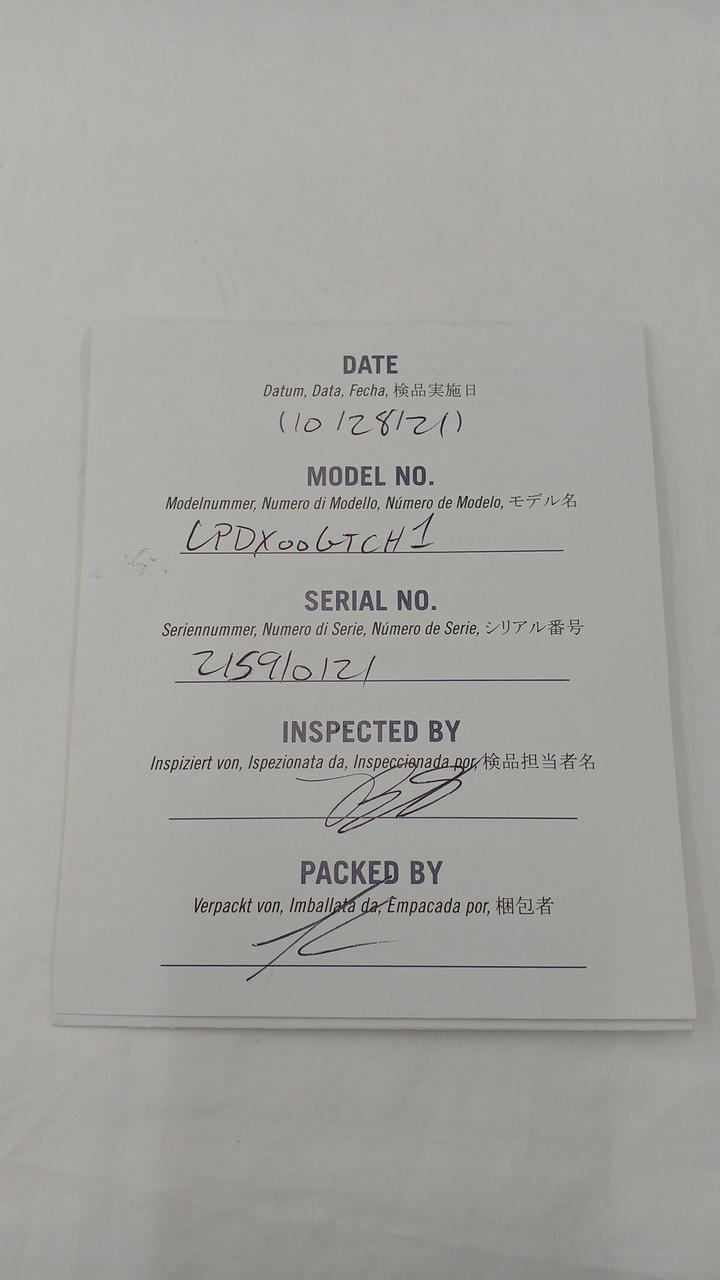 DATE
Datum, Data, Fecha, 検品実施日
(10/28/21)
MODEL NO.
Modelnummer, Numero di Modello, Número de Modelo, モデル名
LPDX00GTCH1
SERIAL NO.
Seriennummer, Numero di Serie, Número de Serie, シリアル番号
215910121
INSPECTED BY
Inspiziert von, Ispezionata da, Inspeccionada por, 検品担当者名
PACKED BY
Verpackt von, Imballata da, Empacada por, 梱包者